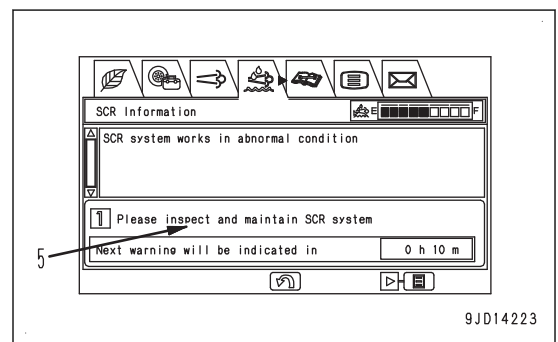 SCR Information
E F
SCR system works in abnormal condition
1 Please inspect and maintain SCR system
Next warning will be indicated in 0 h 10 m
5
9JD14223